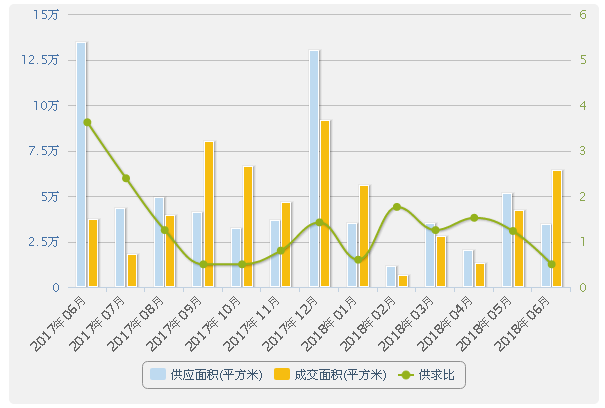 15万 6
12.5万 5
10万 4
7.5万 3
5万 2
2.5万 1
0 0
2017年06月 2017年07月 2017年08月 2017年09月 2017年10月 2017年11月 2017年12月 2018年01月 2018年02月 2018年03月 2018年04月 2018年05月 2018年06月
供应面积(平方米) 成交面积(平方米) 供求比